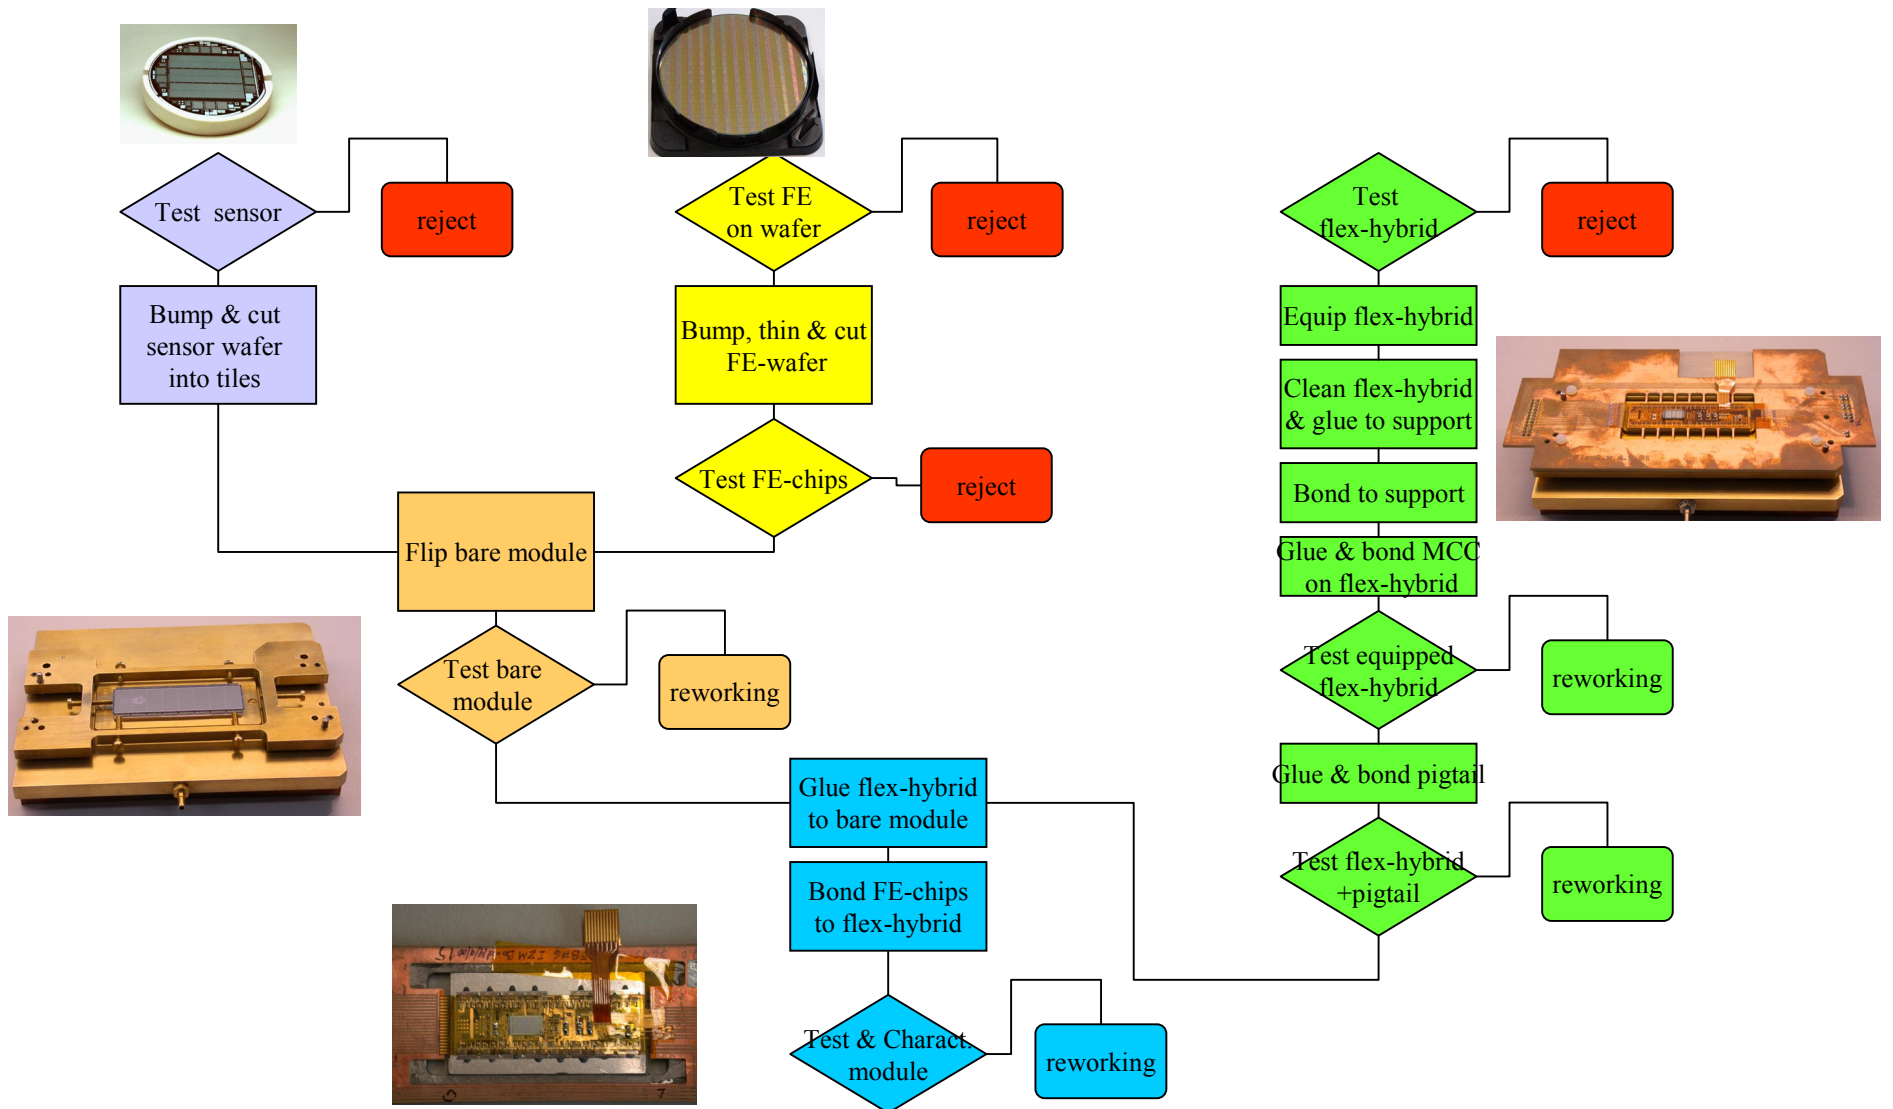 Test sensor
reject
Bump & cut
sensor wafer
into tiles
Test FE
on wafer
reject
Bump, thin & cut
FE-wafer
Test FE-chips
reject
Flip bare module
Test bare
module
reworking
Test
flex-hybrid
reject
Equip flex-hybrid
Clean flex-hybrid
& glue to support
Bond to support
Glue & bond MCC
on flex-hybrid
Test equipped
flex-hybrid
reworking
Glue & bond pigtail
Test flex-hybrid
+pigtail
reworking
Glue flex-hybrid
to bare module
Bond FE-chips
to flex-hybrid
Test & Charact.
module
reworking